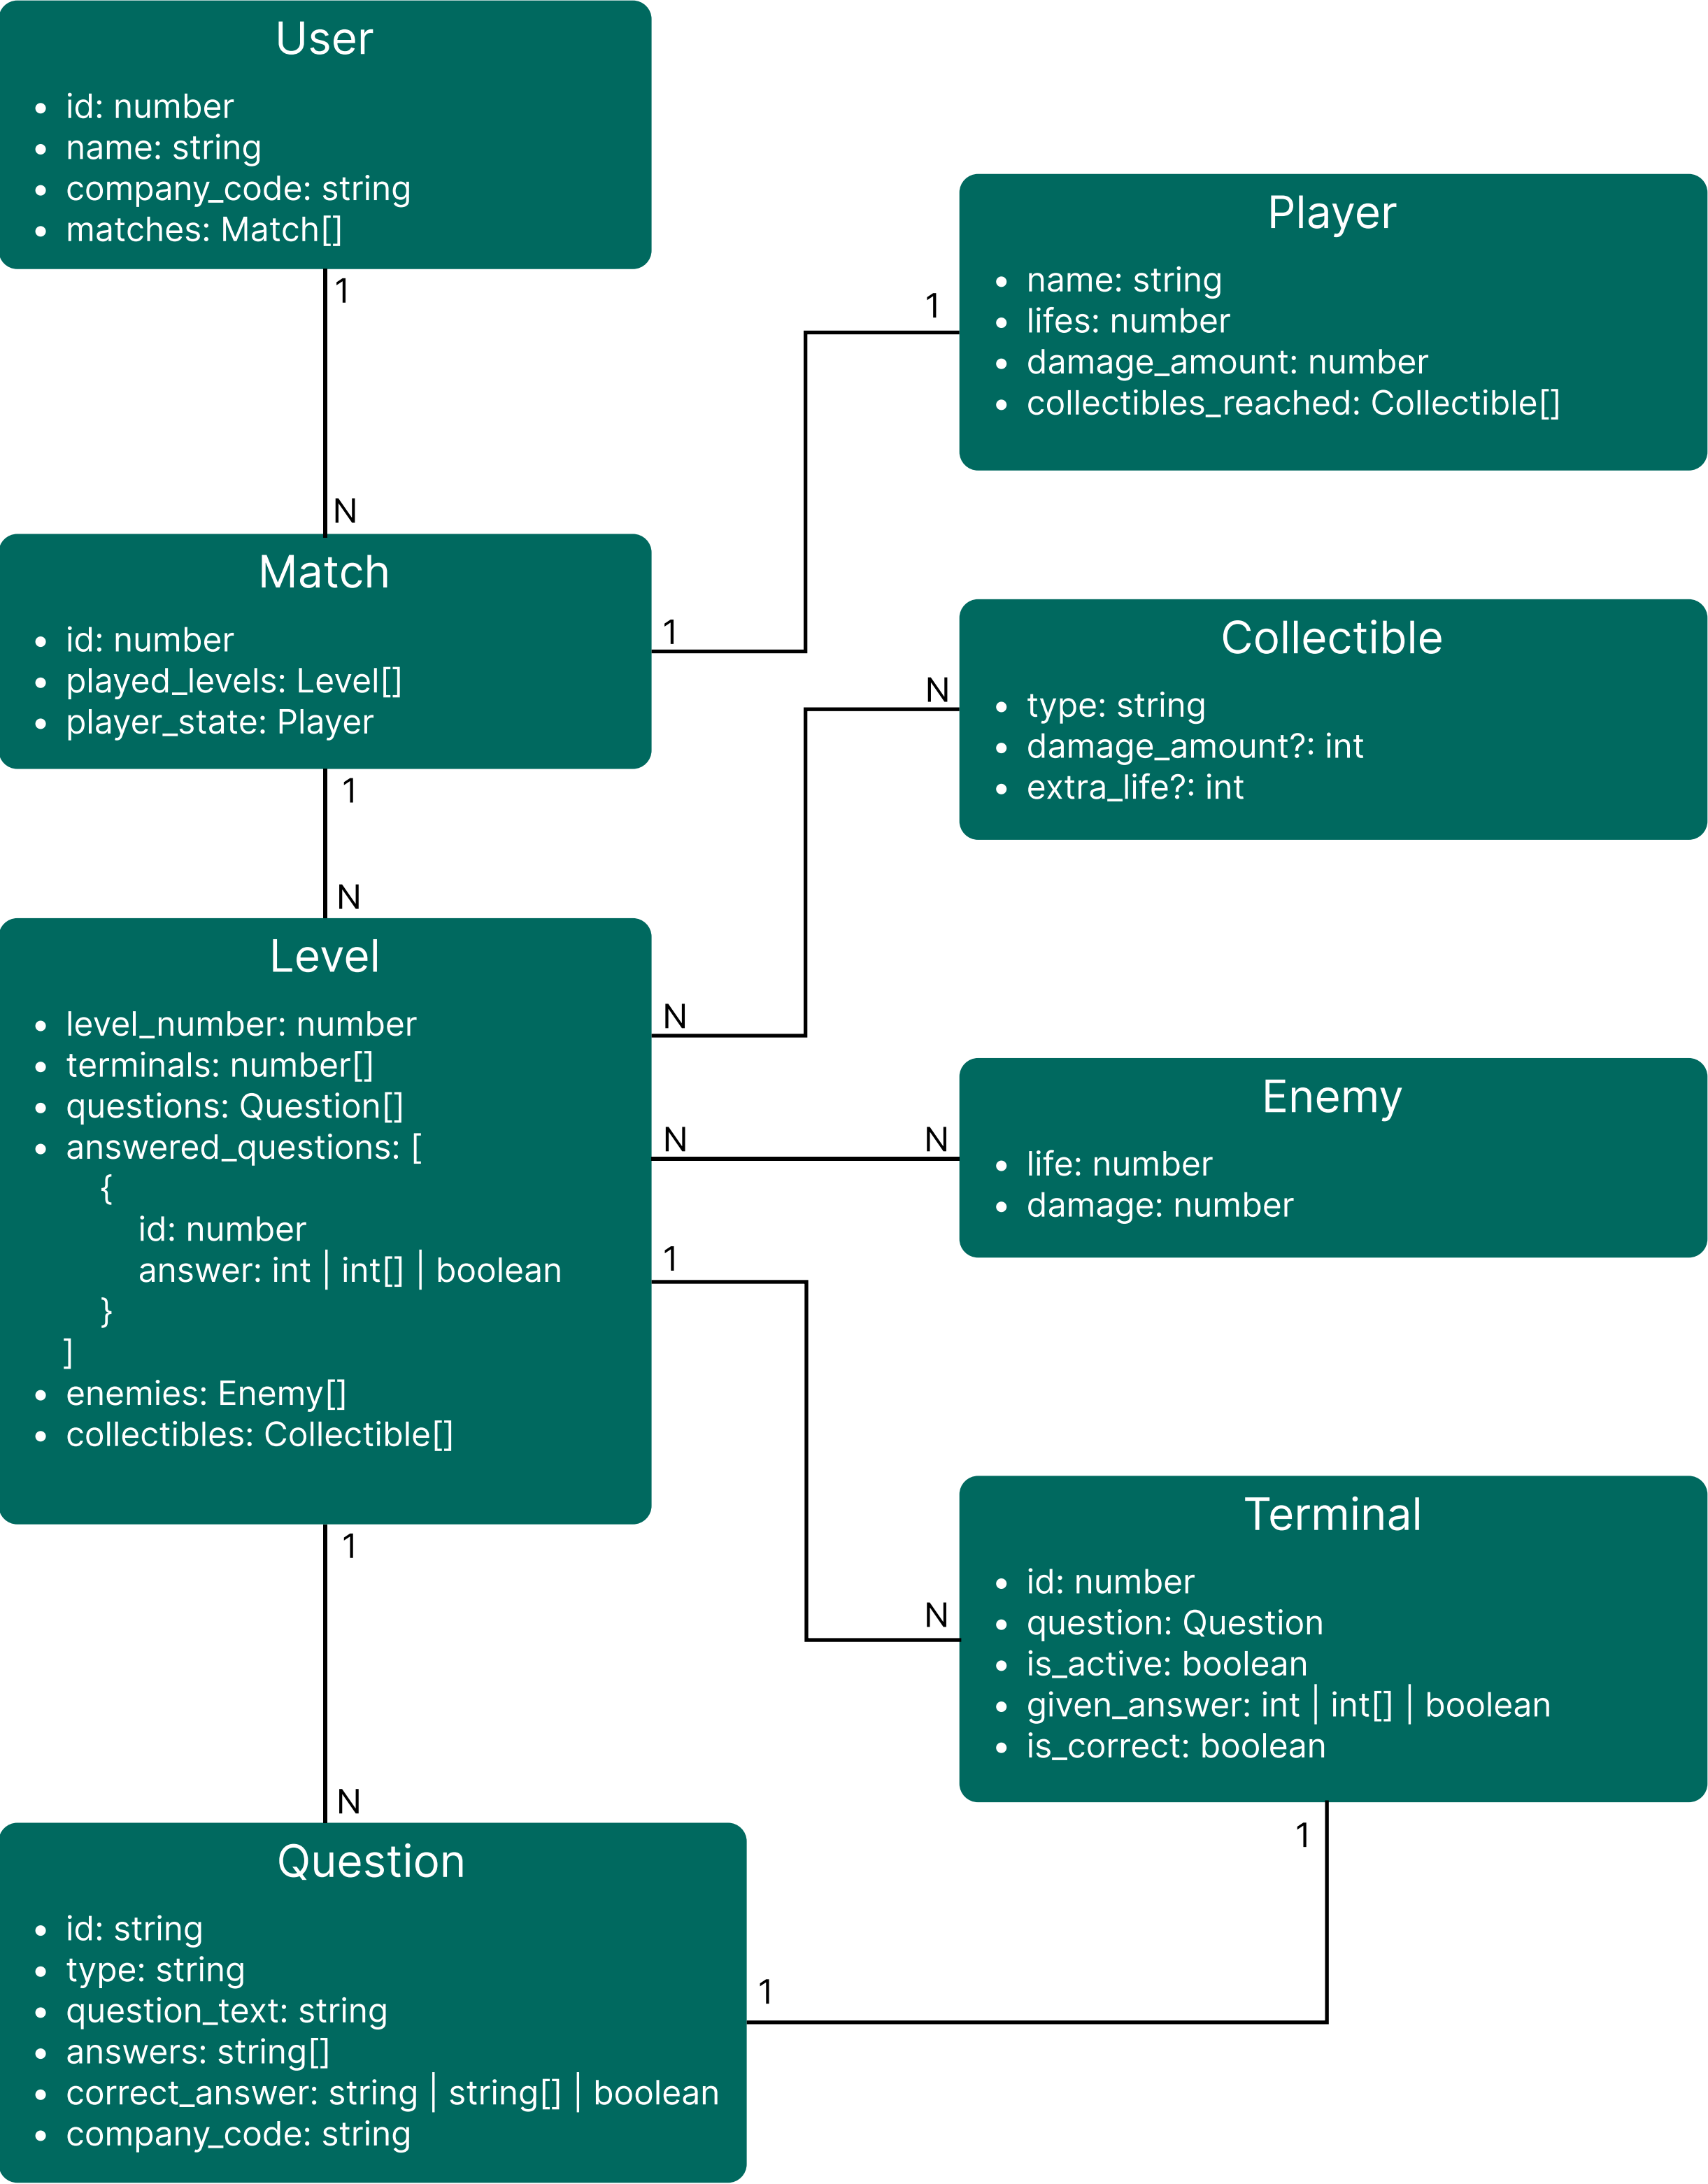 User
• id: number
• name: string
• company_code: string
• matches: Match[]
1
N
Player
• name: string
• lifes: number
• damage_amount: number
• collectibles_reached: Collectible[]
1
Match
• id: number
• played_levels: Level[]
• player_state: Player
1
1
N
Collectible
• type: string
• damage_amount?: int
• extra_life?: int
N
Level
• level_number: number
• terminals: number[]
• questions: Question[]
• answered_questions: [
{
id: number
answer: int | int[] | boolean
}
]
• enemies: Enemy[]
• collectibles: Collectible[]
N
N
N
1
1
N
Enemy
• life: number
• damage: number
Terminal
• id: number
• question: Question
• is_active: boolean
• given_answer: int | int[] | boolean
• is_correct: boolean
N
1
Question
• id: string
• type: string
• question_text: string
• answers: string[]
• correct_answer: string | string[] | boolean
• company_code: string
1